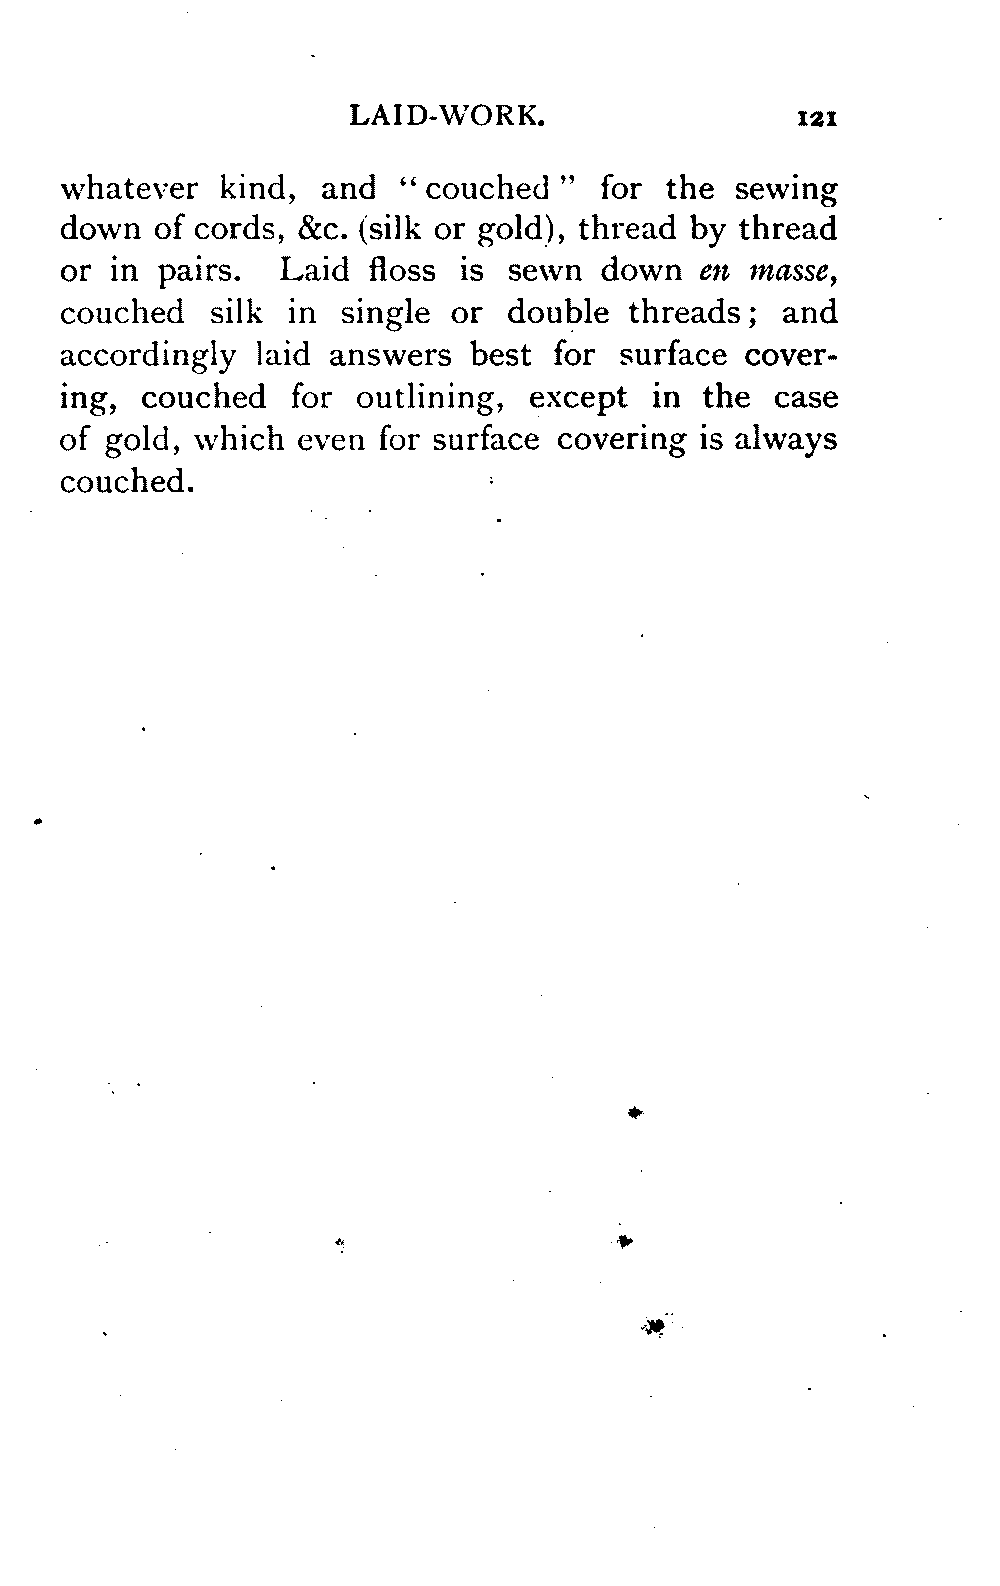 LAID-WORK. 121
whatever kind, and “couched” for the sewing
down of cords, &c. (silk or gold), thread by thread
or in pairs. Laid floss is sewn down en masse,
couched silk in single or double threads; and
accordingly laid answers best for surface cover-
ing, couched for outlining, except in the case
of gold, which even for surface covering is always
couched.